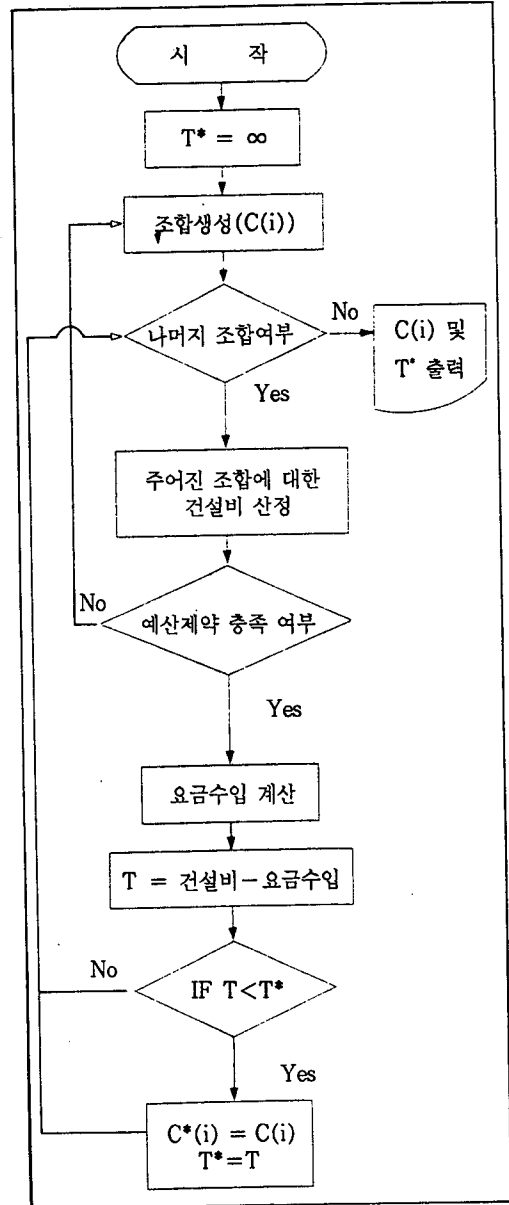 시 작
T* = ∞
조합생성(C(i))
나머지 조합여부
No
C(i) 및
T* 출력
Yes
주어진 조합에 대한
건설비 산정
No
예산제약 충족 여부
Yes
요금수입 계산
T = 건설비-요금수입
No
IF T<T*
Yes
C*(i) = C(i)
T*=T